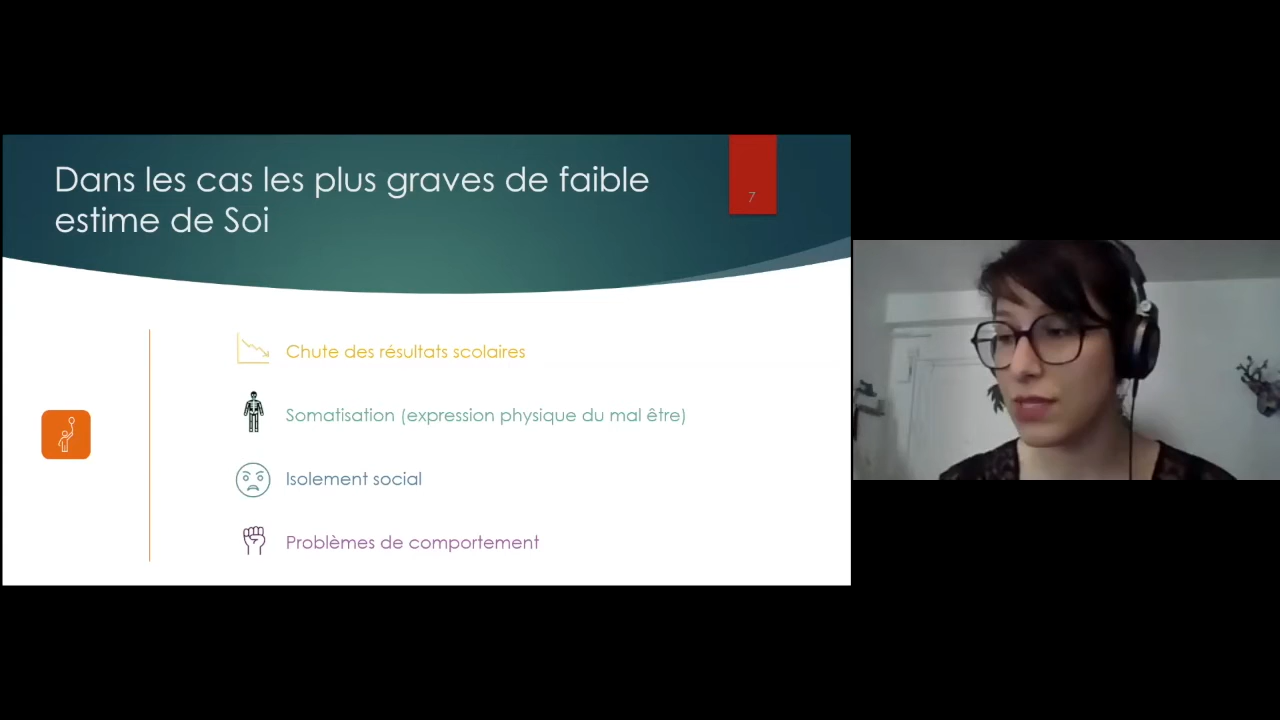 Dans les cas les plus graves de faible
estime de Soi
7
Chute des résultats scolaires
Somatisation (expression physique du mal être)
Isolement social
Problèmes de comportement